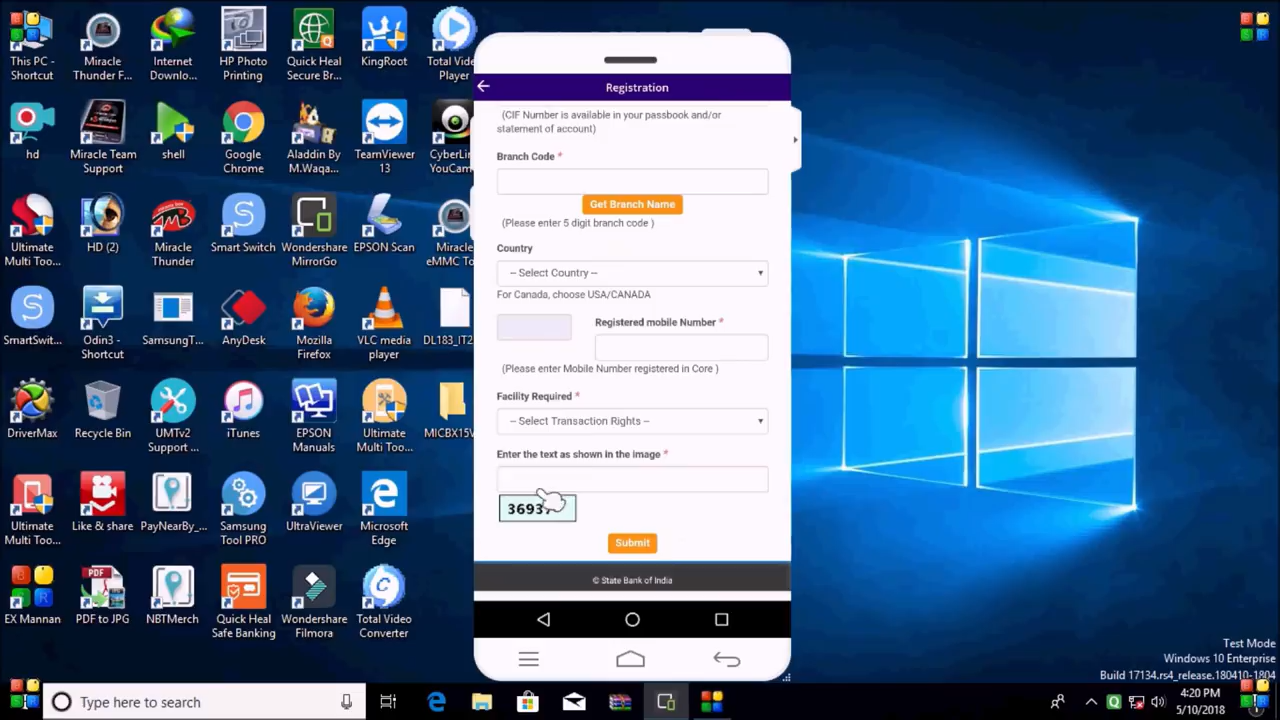 This PC -
Shortcut
Miracle
Thunder F...
Internet
Downlo...
HP Photo
Printing
Quick Heal
Secure Br...
KingRoot
Total Video
Player
hd
Miracle Team
Support
shell
Google
Chrome
Aladdin By
M.Waqa...
TeamViewer
13
CyberLin
YouCam
Ultimate
Multi Too...
HD (2)
Miracle
Thunder
Smart Switch
Wondershare
MirrorGo
EPSON Scan
Miracle
eMMC To
SmartSwit...
Odin3 -
Shortcut
SamsungT...
AnyDesk
Mozilla
Firefox
VLC media
player
DL183_IT2
DriverMax
Recycle Bin
UMTv2
Support ...
iTunes
EPSON
Manuals
Ultimate
Multi Too...
MICBX15V
Ultimate
Multi Too...
Like & share
PayNearBy_...
Samsung
Tool PRO
UltraViewer
Microsoft
Edge
EX Mannan
PDF to JPG
NBTMerch
Quick Heal
Safe Banking
Wondershare
Filmora
Total Video
Converter
Registration
(CIF Number is available in your passbook and/or
statement of account)
Branch Code *
Get Branch Name
(Please enter 5 digit branch code )
Country
-- Select Country --
For Canada, choose USA/CANADA
Registered mobile Number *
(Please enter Mobile Number registered in Core )
Facility Required *
-- Select Transaction Rights --
Enter the text as shown in the image *
Submit
© State Bank of India
Test Mode
Windows 10 Enterprise
Build 17134.rs4_release.180410-1804
Type here to search
4:20 PM
5/10/2018